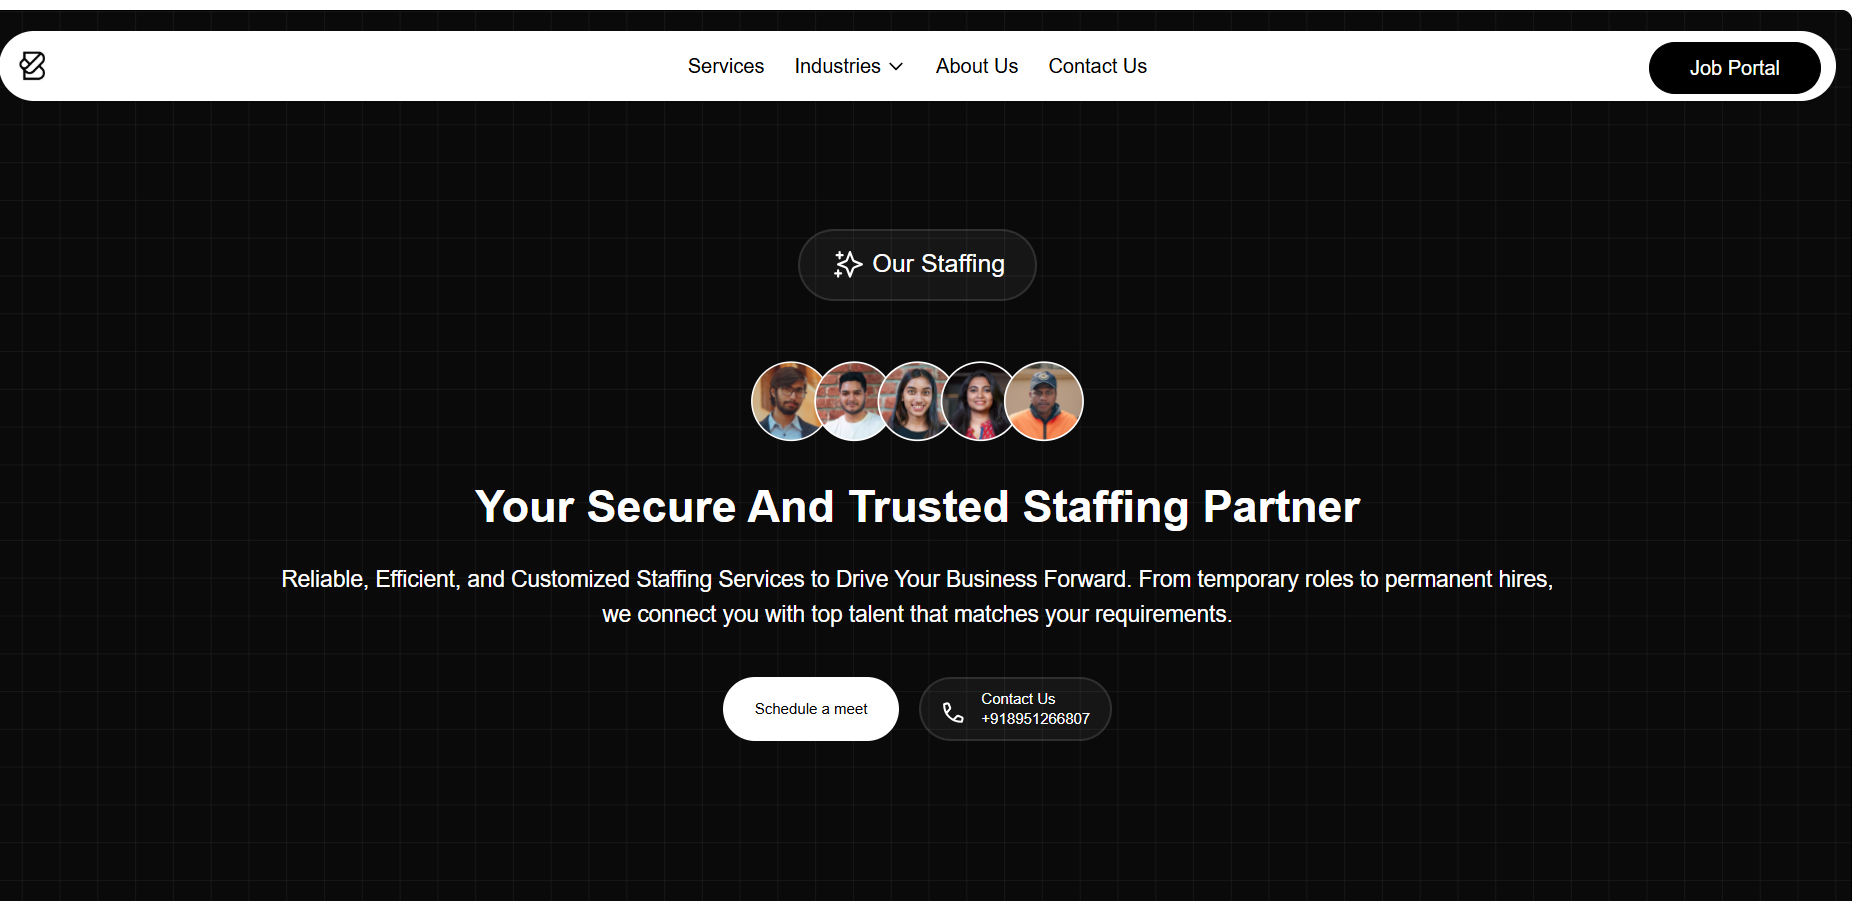 Services Industries About Us Contact Us Job Portal
Our Staffing
Your Secure And Trusted Staffing Partner
Reliable, Efficient, and Customized Staffing Services to Drive Your Business Forward. From temporary roles to permanent hires,
we connect you with top talent that matches your requirements.
Schedule a meet
Contact Us
+918951266807